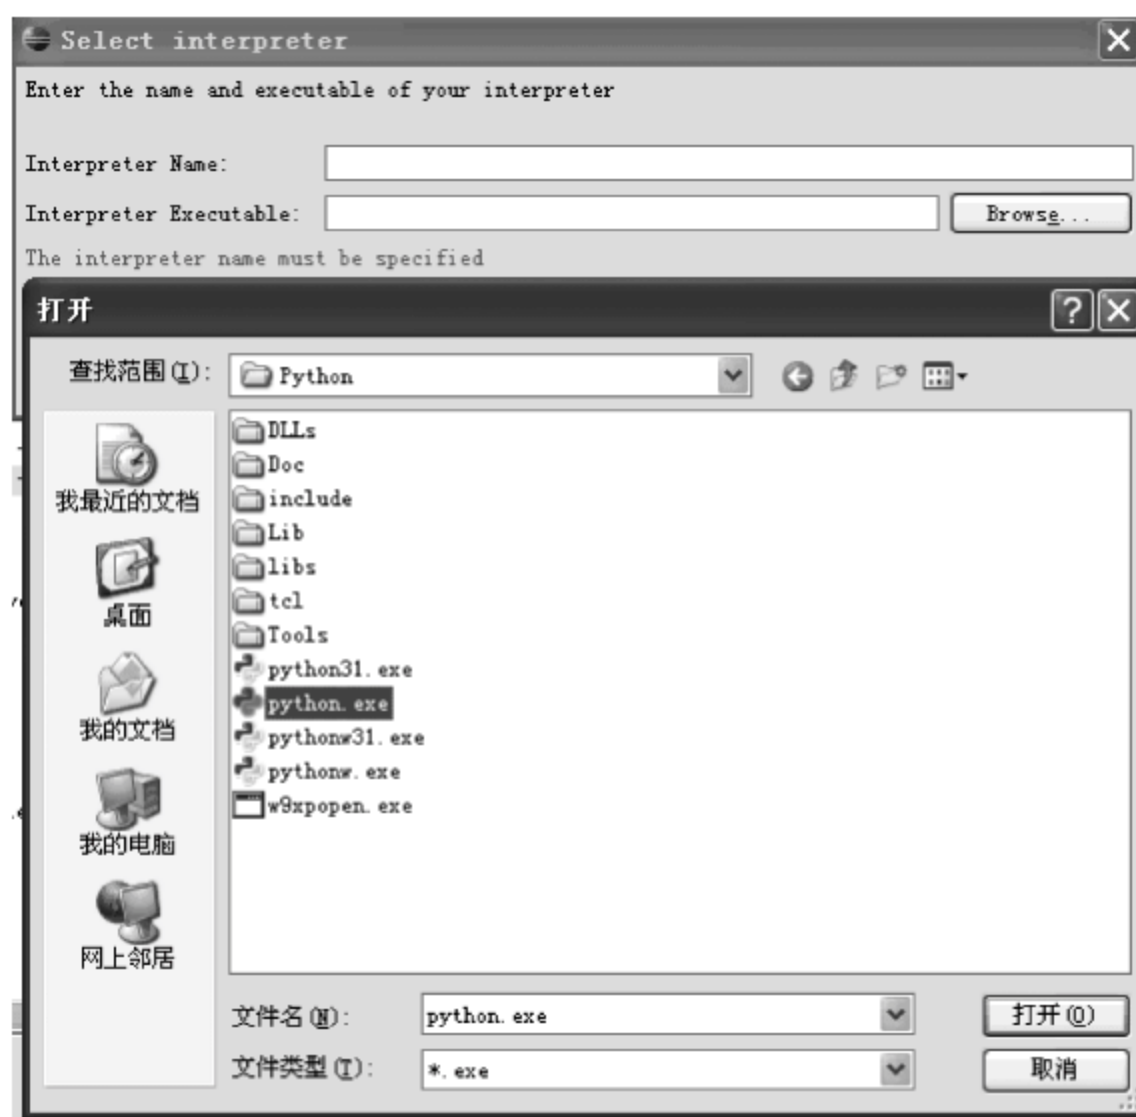 Select interpreter
Enter the name and executable of your interpreter
Interpreter Name:
Interpreter Executable: Browse...
The interpreter name must be specified
打开
查找范围(I): Python
我最近的文档
桌面
我的文档
我的电脑
网上邻居
DLLs
Doc
include
Lib
libs
tcl
Tools
python31.exe
python.exe
pythonw31.exe
pythonw.exe
w9xpopen.exe
文件名(N): python.exe 打开(O)
文件类型(T): *.exe 取消